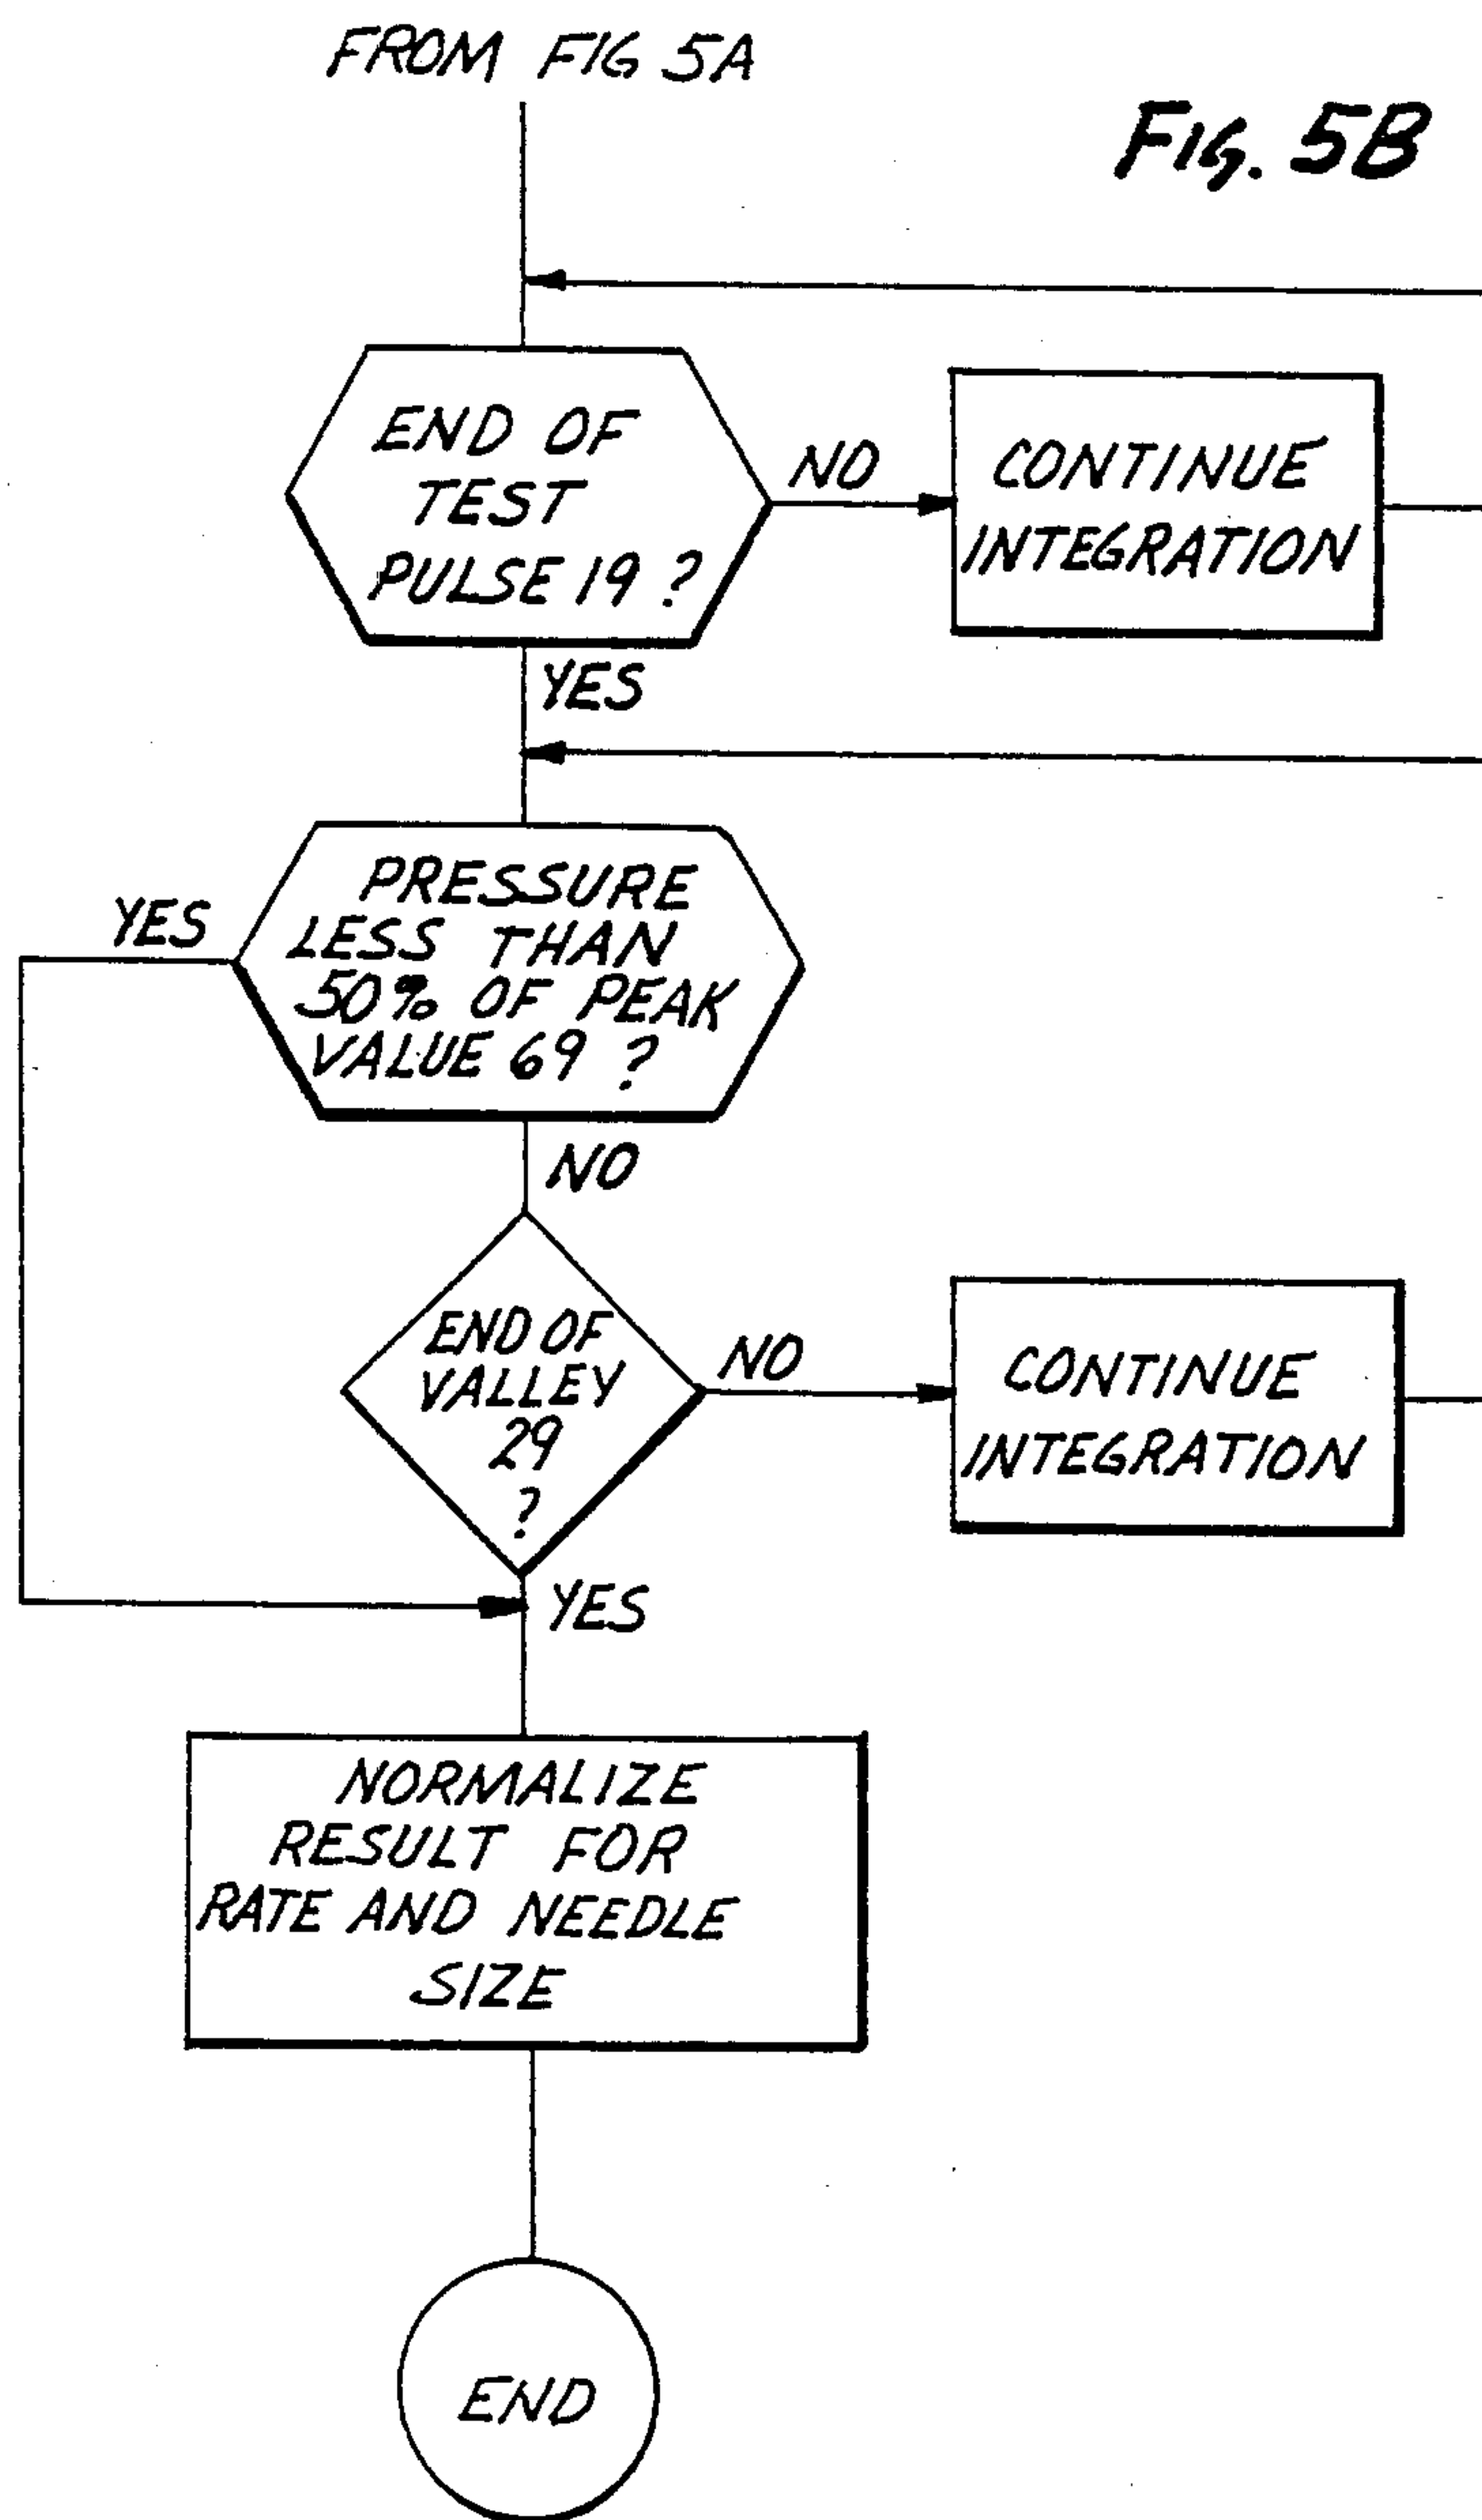 FROM FIG 5A
FIG. 5B
END OF
TEST
PULSE 19 ?
NO
CONTINUE
INTEGRATION
YES
PRESSURE
LESS THAN
50% OF PEAK
VALUE 69 ?
YES
NO
END OF
VALLEY
29
?
NO
CONTINUE
INTEGRATION
YES
NORMALIZE
RESULT FOR
RATE AND NEEDLE
SIZE
END